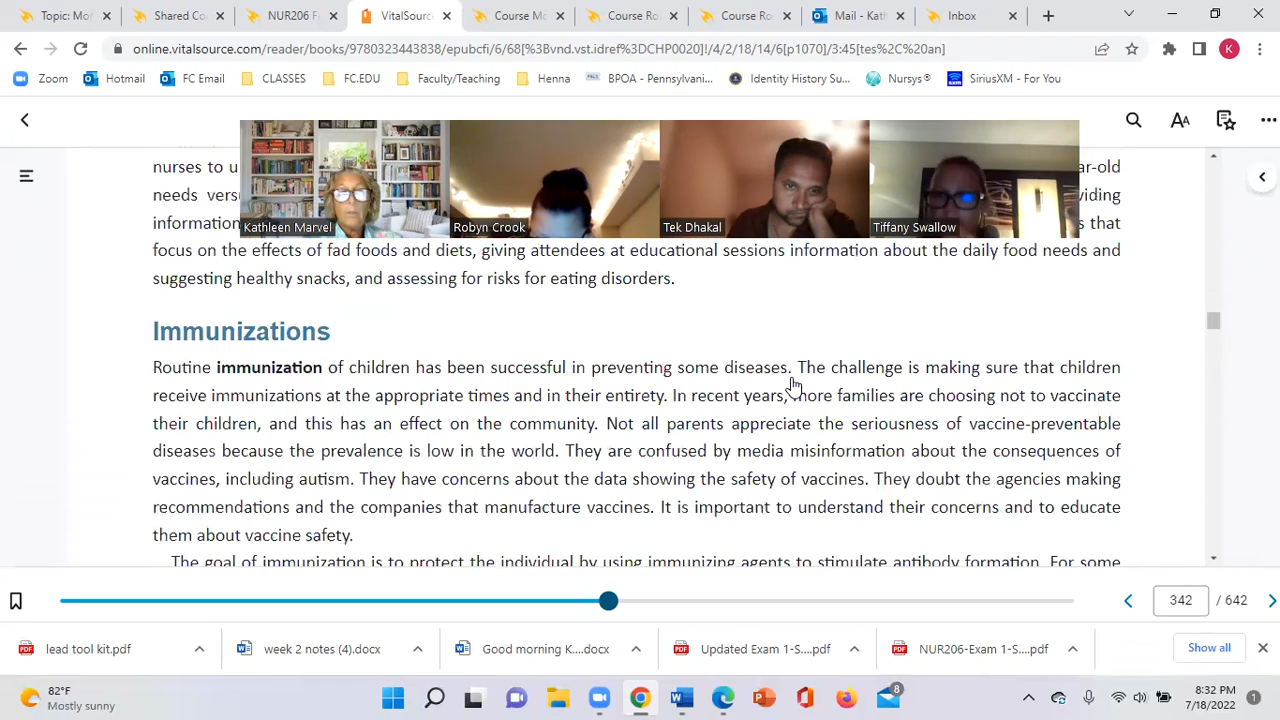 Topic: Mor
Shared Co
NUR206 F
VitalSource
Course Mo
Course Ro
Course Ro
Mail - Kath
Inbox
online.vitalsource.com/reader/books/9780323443838/epubcfi/6/68[%3Bvnd.vst.idref%3DCHP0020]!/4/2/18/14/6[p1070]/3:45[tes%2C%20an]
K
Zoom
Hotmail
FC Email
CLASSES
FC.EDU
Faculty/Teaching
Henna
BPOA - Pennsylvani...
Identity History Su...
Nursys®
SiriusXM - For You
nurses to u
ar-old
needs vers
viding
information
s that
Kathleen Marvel
Robyn Crook
Tek Dhakal
Tiffany Swallow
focus on the effects of fad foods and diets, giving attendees at educational sessions information about the daily food needs and
suggesting healthy snacks, and assessing for risks for eating disorders.
Immunizations
Routine immunization of children has been successful in preventing some diseases. The challenge is making sure that children
receive immunizations at the appropriate times and in their entirety. In recent years, more families are choosing not to vaccinate
their children, and this has an effect on the community. Not all parents appreciate the seriousness of vaccine-preventable
diseases because the prevalence is low in the world. They are confused by media misinformation about the consequences of
vaccines, including autism. They have concerns about the data showing the safety of vaccines. They doubt the agencies making
recommendations and the companies that manufacture vaccines. It is important to understand their concerns and to educate
them about vaccine safety.
The goal of immunization is to protect the individual by using immunizing agents to stimulate antibody formation. For some
342 / 642
lead tool kit.pdf
week 2 notes (4).docx
Good morning K....docx
Updated Exam 1-S....pdf
NUR206-Exam 1-S....pdf
Show all
82°F
Mostly sunny
8
8:32 PM
7/18/2022
1